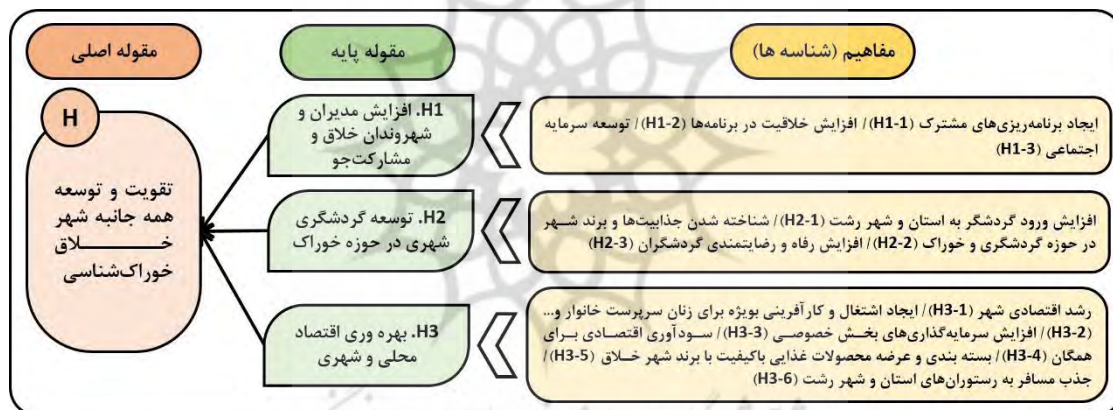 مفاهیم (شناسه ها)
مقوله پایه
مقوله اصلی
ایجاد برنامه‌ریزی‌های مشترک (H1-1)/ افزایش خلاقیت در برنامه‌ها (H1-2)/ توسعه سرمایه
اجتماعی (H1-3)
H1. افزایش مدیران و
شهروندان خلاق و
مشارکت‌جو
افزایش ورود گردشگر به استان و شهر رشت (H2-1)/ شناخته شدن جذابیت‌ها و برند شهر
در حوزه گردشگری و خوراک (H2-2)/ افزایش رفاه و رضایتمندی گردشگران (H2-3)
H2. توسعه گردشگری
شهری در حوزه خوراک
رشد اقتصادی شهر (H3-1)/ ایجاد اشتغال و کارآفرینی بویژه برای زنان سرپرست خانوار و...
(H3-2)/ افزایش سرمایه‌گذاری‌های بخش خصوصی (H3-3)/ سودآوری اقتصادی برای
همگان (H3-4)/ بسته بندی و عرضه محصولات غذایی باکیفیت با برند شهر خلاق (H3-5)/
جذب مسافر به رستوران‌های استان و شهر رشت (H3-6)
H3. بهره وری اقتصاد
محلی و شهری
H
تقویت و توسعه
همه جانبه شهر
خلاق
خوراک‌شناسی